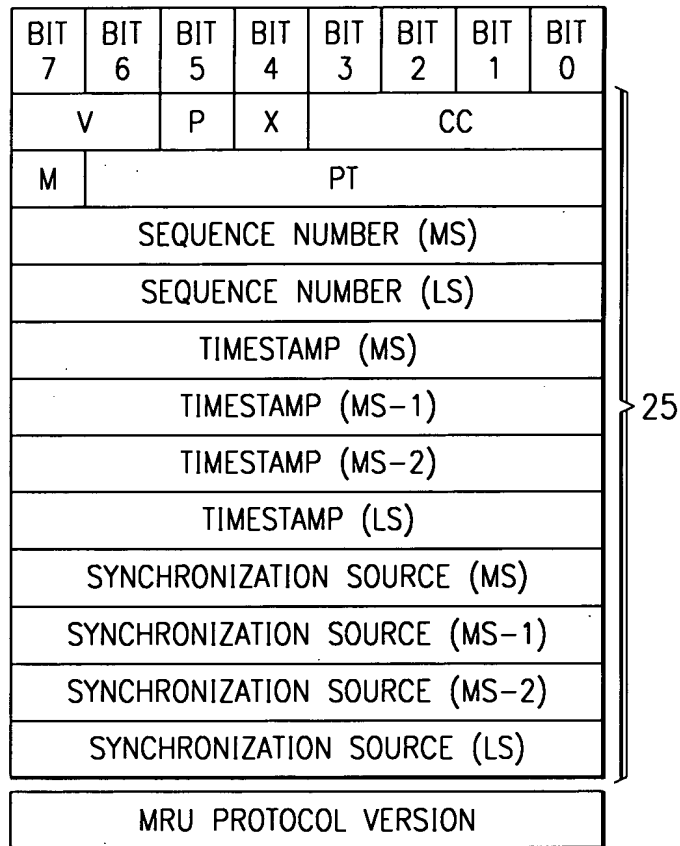 BIT 7 BIT 6 BIT 5 BIT 4 BIT 3 BIT 2 BIT 1 BIT 0
V P X CC
M PT
SEQUENCE NUMBER (MS)
SEQUENCE NUMBER (LS)
TIMESTAMP (MS)
TIMESTAMP (MS-1)
TIMESTAMP (MS-2)
TIMESTAMP (LS)
SYNCHRONIZATION SOURCE (MS)
SYNCHRONIZATION SOURCE (MS-1)
SYNCHRONIZATION SOURCE (MS-2)
SYNCHRONIZATION SOURCE (LS)
25
MRU PROTOCOL VERSION